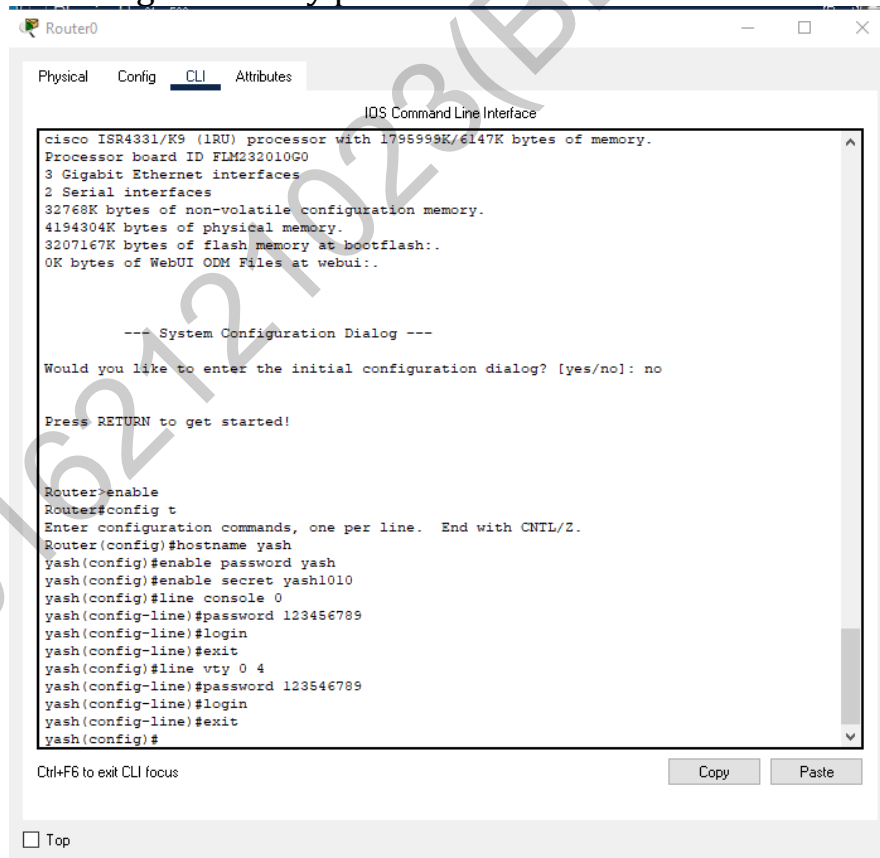 Router0
Physical Config CLI Attributes
IOS Command Line Interface
cisco ISR4331/K9 (1RU) processor with 1795999K/6147K bytes of memory.
Processor board ID FLM232010G0
3 Gigabit Ethernet interfaces
2 Serial interfaces
32768K bytes of non-volatile configuration memory.
4194304K bytes of physical memory.
3207167K bytes of flash memory at bootflash:.
0K bytes of WebUI ODM Files at webui:.
--- System Configuration Dialog ---
Would you like to enter the initial configuration dialog? [yes/no]: no
Press RETURN to get started!
Router>enable
Router#config t
Enter configuration commands, one per line. End with CNTL/Z.
Router(config)#hostname yash
yash(config)#enable password yash
yash(config)#enable secret yash1010
yash(config)#line console 0
yash(config-line)#password 123456789
yash(config-line)#login
yash(config-line)#exit
yash(config)#line vty 0 4
yash(config-line)#password 123546789
yash(config-line)#login
yash(config-line)#exit
yash(config)#
Ctrl+F6 to exit CLI focus
Copy Paste
Top
162121023(B